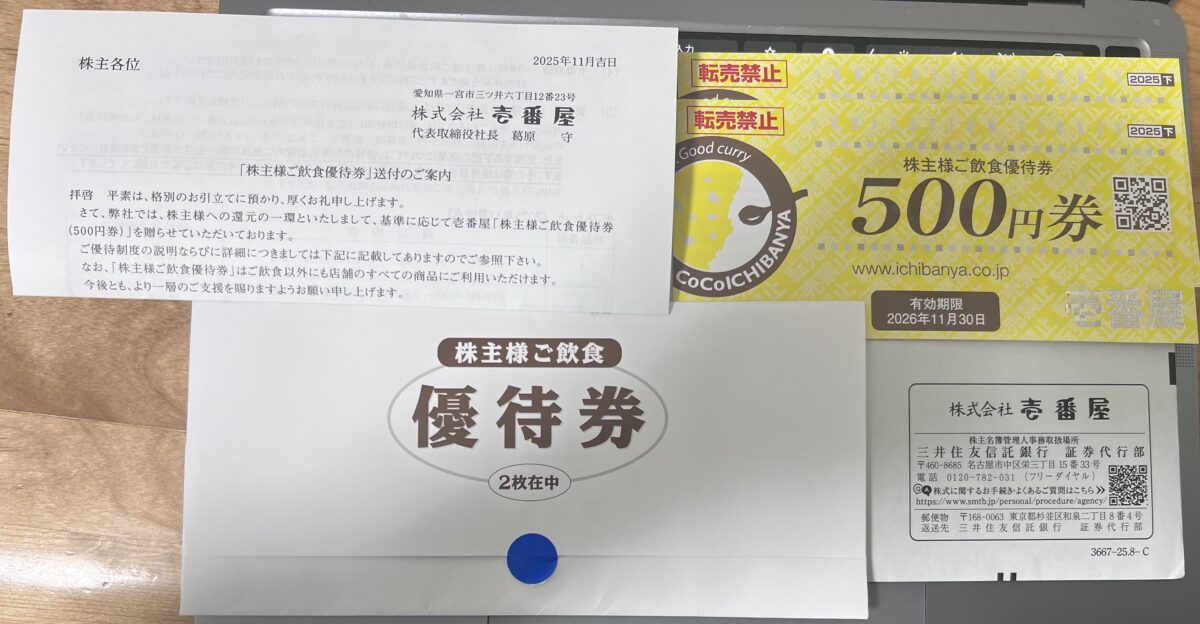 株主各位
2025年11月吉日
愛知県一宮市三ツ井六丁目12番23号
株式会社 壱番屋
代表取締役社長 葛原 守
「株主様ご飲食優待券」送付のご案内
拝啓 平素は、格別のお引立てに預かり、厚くお礼申し上げます。
さて、弊社では、株主様への還元の一環といたしまして、基準に応じて壱番屋「株主様ご飲食優待券
(500円券)」を贈らせていただいております。
ご優待制度の説明ならびに詳細につきましては下記に記載してありますのでご参照下さい。
なお、「株主様ご飲食優待券」はご飲食以外にも店舗のすべての商品にご利用いただけます。
今後とも、より一層のご支援を賜りますようお願い申し上げます。
入力
転売禁止
2025下
転売禁止
2025下
Good curry
CoCoICHIBANYA
株主様ご飲食優待券
500円券
www.ichibanya.co.jp
有効期限
2026年11月30日
壱番屋
株主様ご飲食
優待券
2枚在中
株式会社 壱番屋
株主名簿管理人事務取扱場所
三井住友信託銀行 証券代行部
〒460-8685 名古屋市中区栄三丁目15番33号
電話 0120-782-031 (フリーダイヤル)
QA株式に関するお手続き・よくあるご質問はこちら≫
https://www.smtb.jp/personal/procedure/agency/
郵便物 〒168-0063 東京都杉並区和泉二丁目8番4号
返送先 三井住友信託銀行 証券代行部
3667-25.8-C